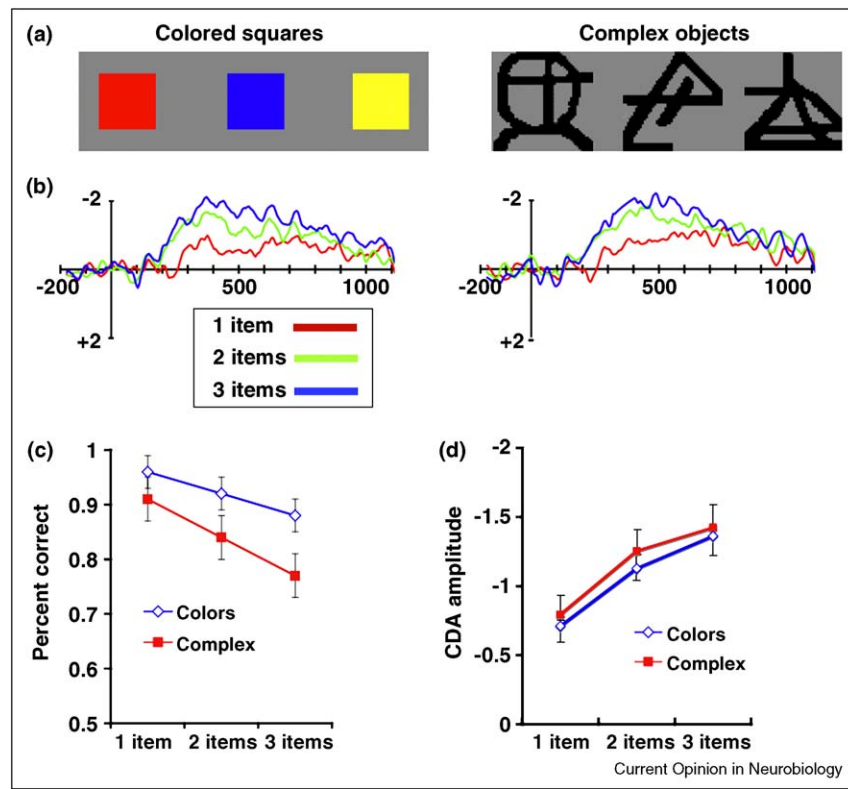 (a)
Colored squares
Complex objects
(b)
-2
-200
500
1000
+2
-2
-200
500
1000
+2
1 item
2 items
3 items
(c)
Percent correct
1
0.9
0.8
0.7
0.6
0.5
Colors
Complex
1 item 2 items 3 items
(d)
CDA amplitude
-2
-1.5
-1
-0.5
0
Colors
Complex
1 item 2 items 3 items
Current Opinion in Neurobiology